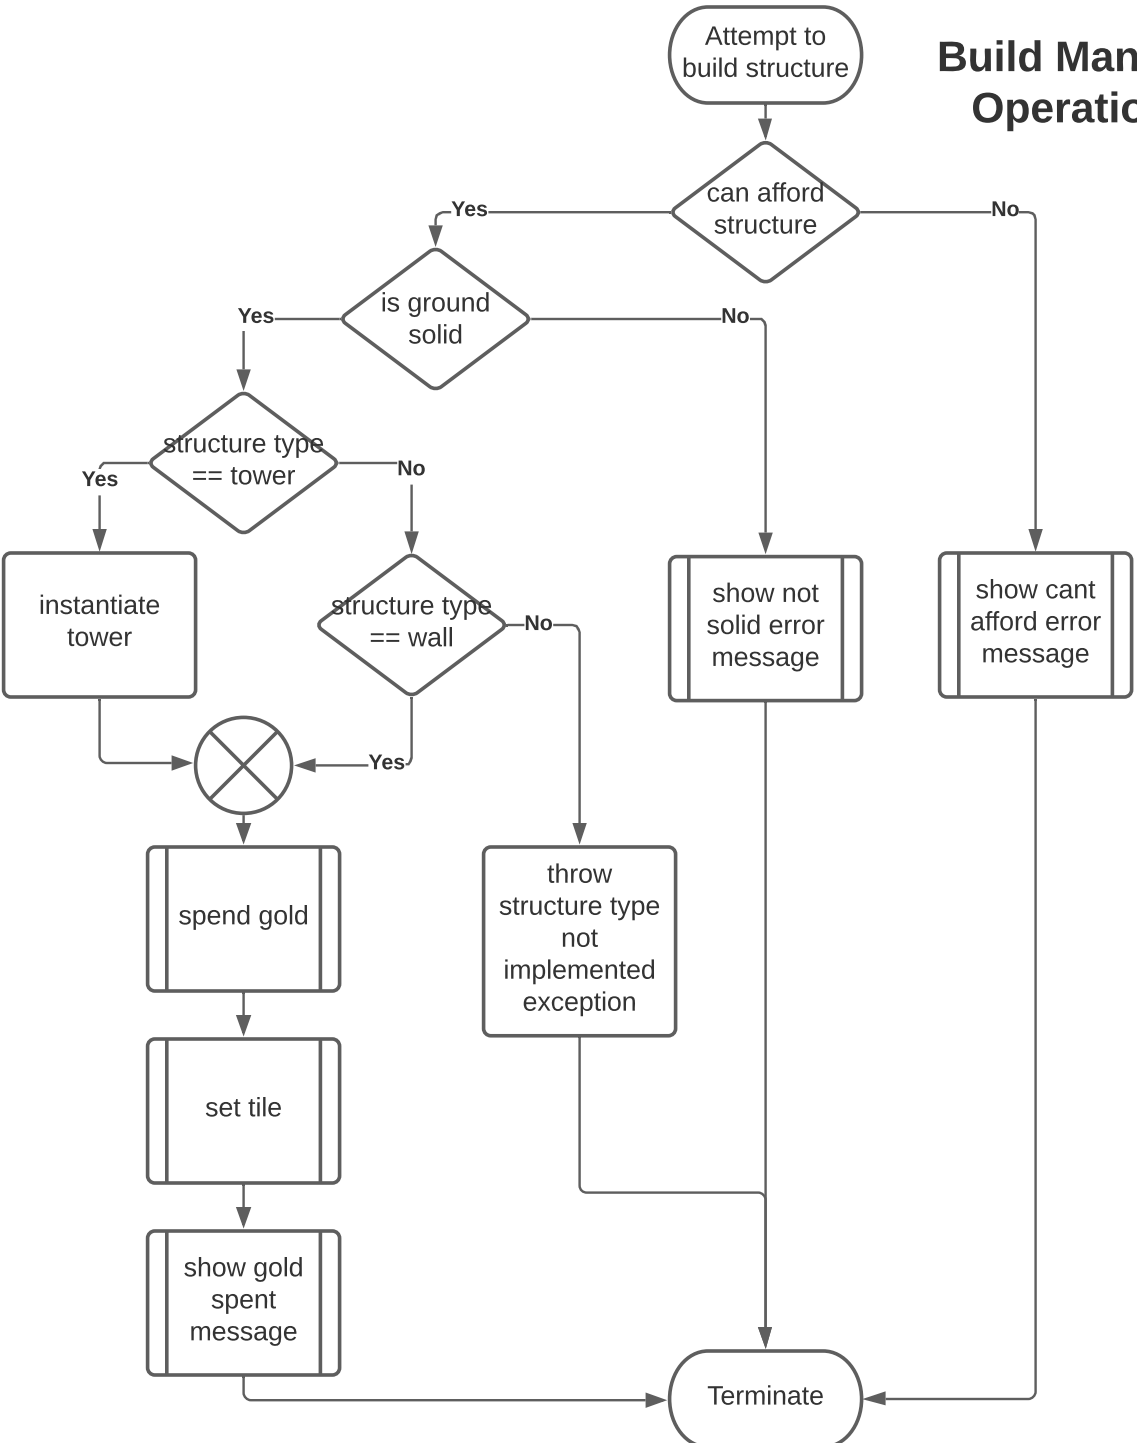 Attempt to
build structure
Build Man
Operatio
can afford
structure
Yes
No
is ground
solid
Yes
No
structure type
== tower
Yes
No
instantiate
tower
structure type
== wall
No
Yes
show not
solid error
message
show cant
afford error
message
spend gold
throw
structure type
not
implemented
exception
set tile
show gold
spent
message
Terminate